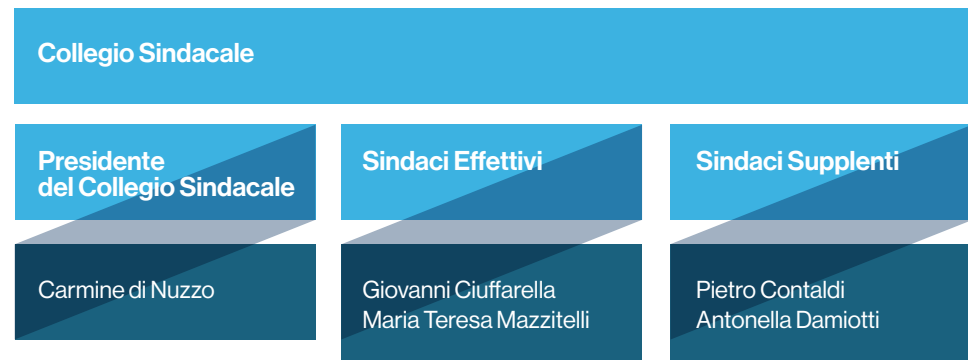 Collegio Sindacale
Presidente
del Collegio Sindacale
Carmine di Nuzzo
Sindaci Effettivi
Giovanni Ciuffarella
Maria Teresa Mazzitelli
Sindaci Supplenti
Pietro Contaldi
Antonella Damiotti